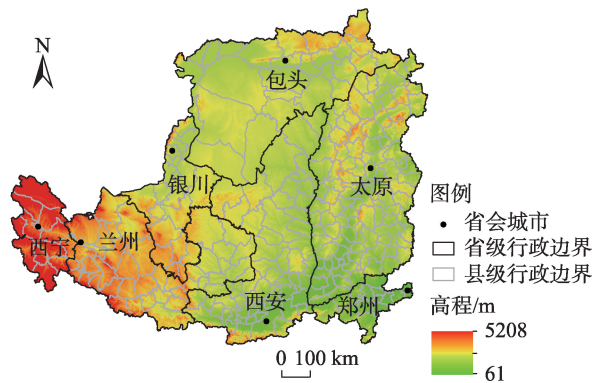 N
包头
银川
太原
西宁
兰州
西安
郑州
图例
省会城市
省级行政边界
县级行政边界
高程/m
5208
61
0 100 km